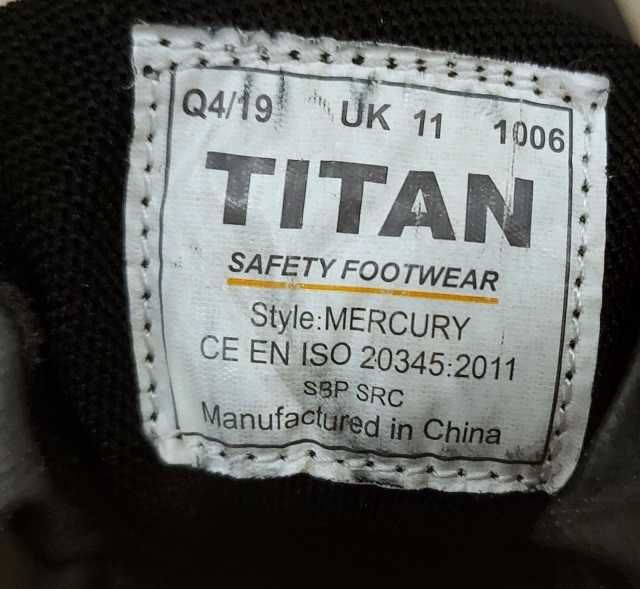 Q4/19 UK 11 1006
TITAN
SAFETY FOOTWEAR
Style:MERCURY
CE EN ISO 20345:2011
SBP SRC
Manufactured in China